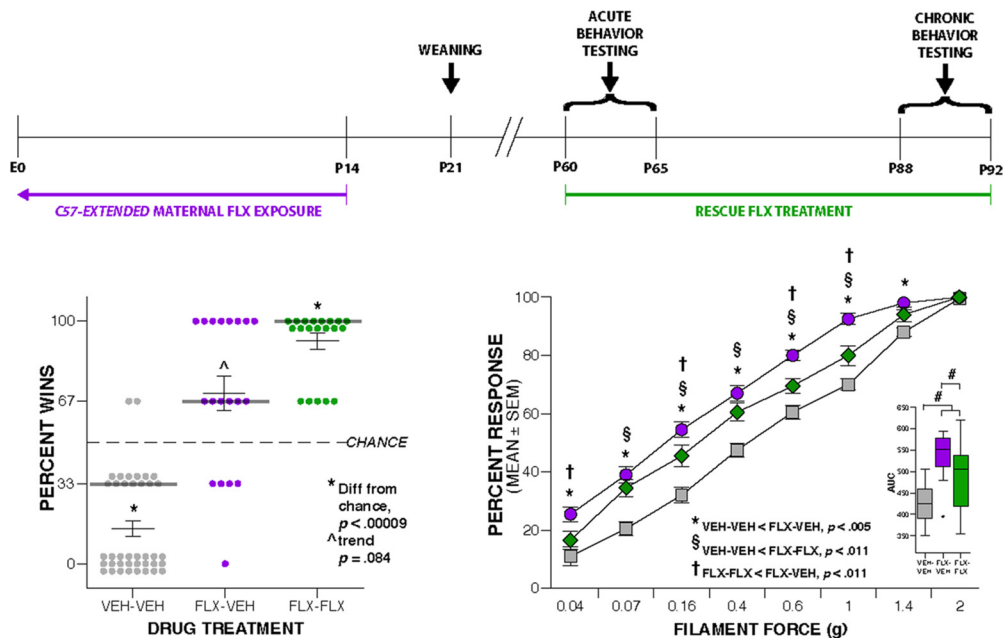 WEANING
ACUTE
BEHAVIOR
TESTING
CHRONIC
BEHAVIOR
TESTING
E0
P14
P21
P60
P65
P88
P92
C57-EXTENDED MATERNAL FLX EXPOSURE
RESCUE FLX TREATMENT
PERCENT WINS
100
67
33
0
*
^
*
*
CHANCE
* Diff from
chance,
p <.00009
^ trend
p = .084
VEH-VEH
FLX-VEH
FLX-FLX
DRUG TREATMENT
PERCENT RESPONSE
(MEAN ± SEM)
100
80
60
40
20
0
†
*
§
*
†
§
*
§
*
†
§
*
†
§
*
*
* VEH-VEH < FLX-VEH, p <.005
§ VEH-VEH < FLX-FLX, p <.011
† FLX-FLX < FLX-VEH, p <.011
AUC
650
600
550
500
450
400
350
#
#
VEH-
VEH
FLX-
VEH
FLX-
FLX
0.04
0.07
0.16
0.4
0.6
1
1.4
2
FILAMENT FORCE (g)